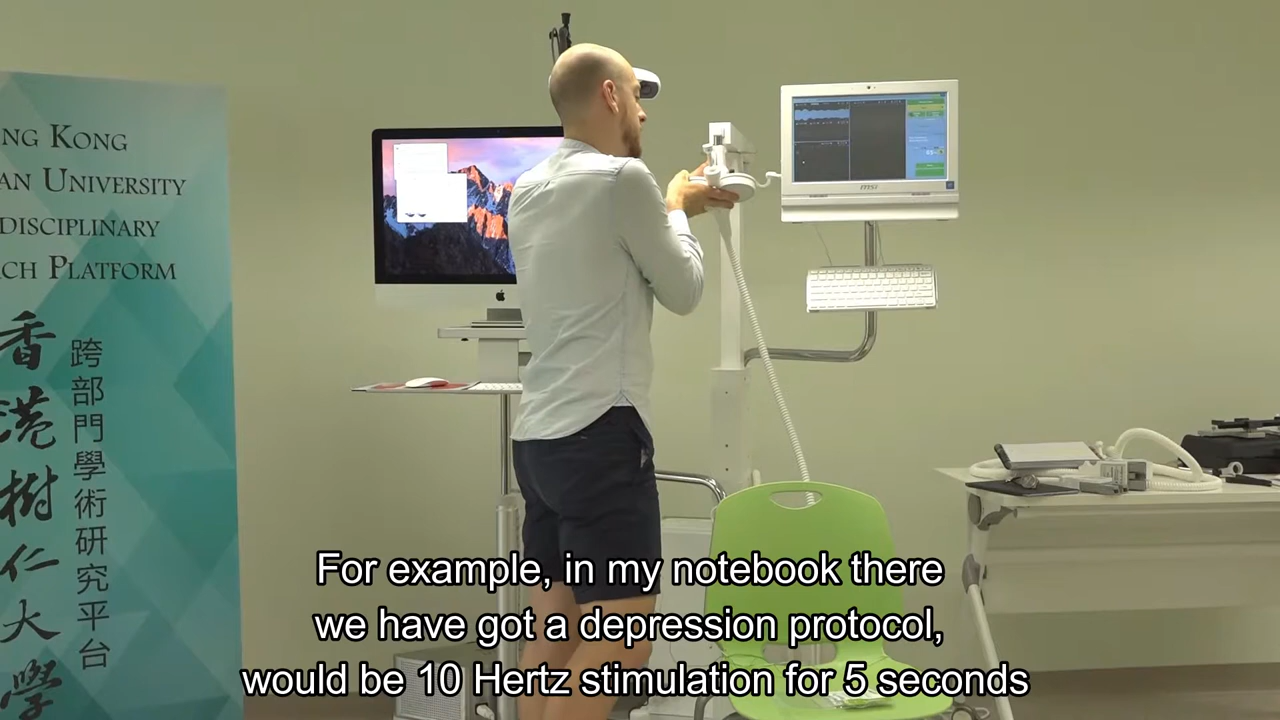 NG KONG
AN UNIVERSITY
DISCIPLINARY
CH PLATFORM
香港樹仁大學
跨部門學術研究平台
msi
For example, in my notebook there
we have got a depression protocol,
would be 10 Hertz stimulation for 5 seconds